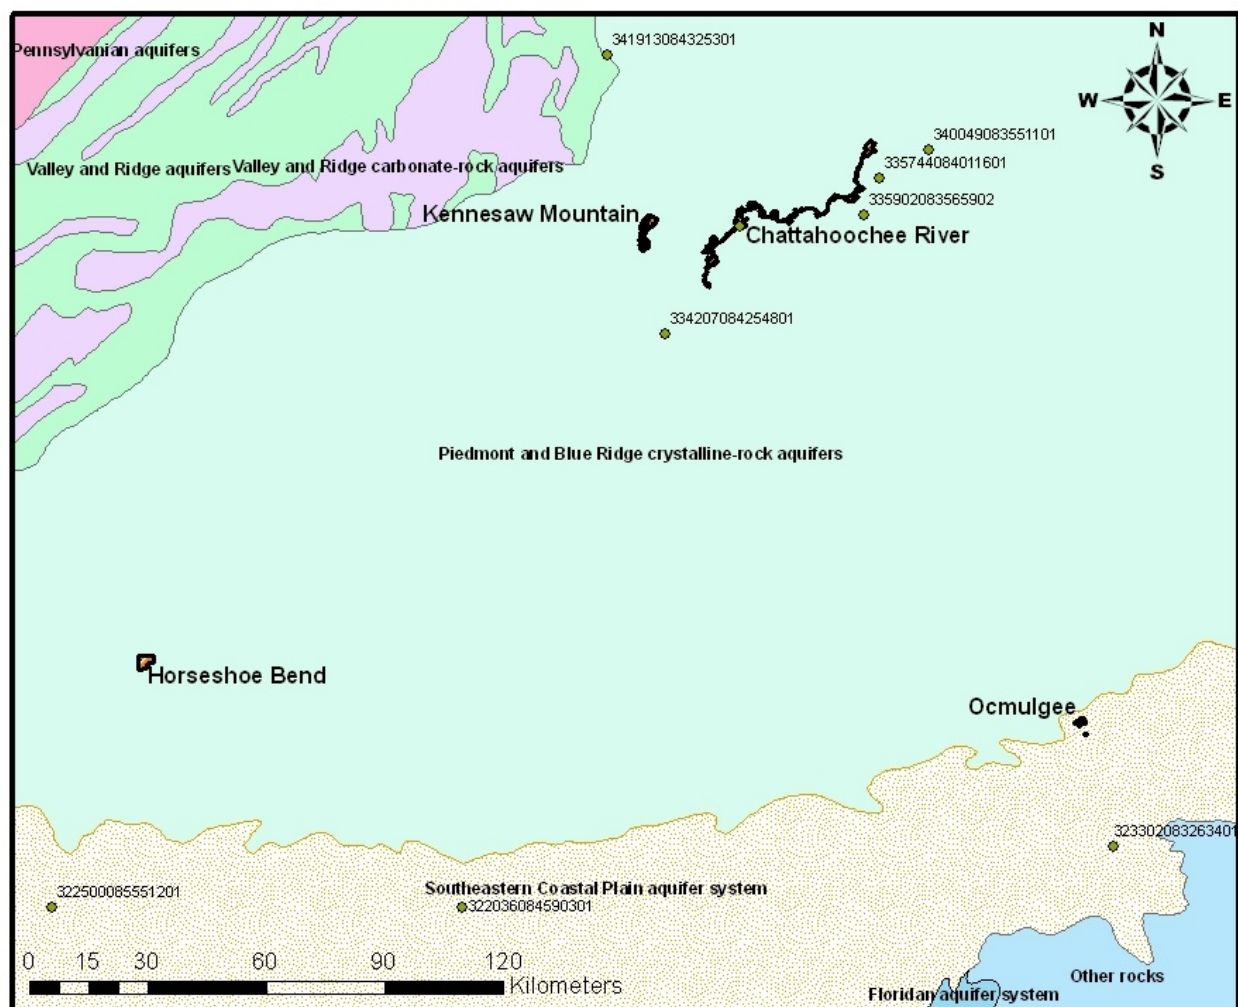 N
341913084325301
Pennsylvanian aquifers
W
E
340049083551101
335744084011601
Valley and Ridge aquifers
Valley and Ridge carbonate-rock aquifers
S
335902083565902
Kennesaw Mountain
Chattahoochee River
334207084254801
Piedmont and Blue Ridge crystalline-rock aquifers
Horseshoe Bend
Ocmulgee
323302083263401
322500085551201
Southeastern Coastal Plain aquifer system
322036084590301
0 15 30 60 90 120
Kilometers
Other rocks
Floridan aquifer system